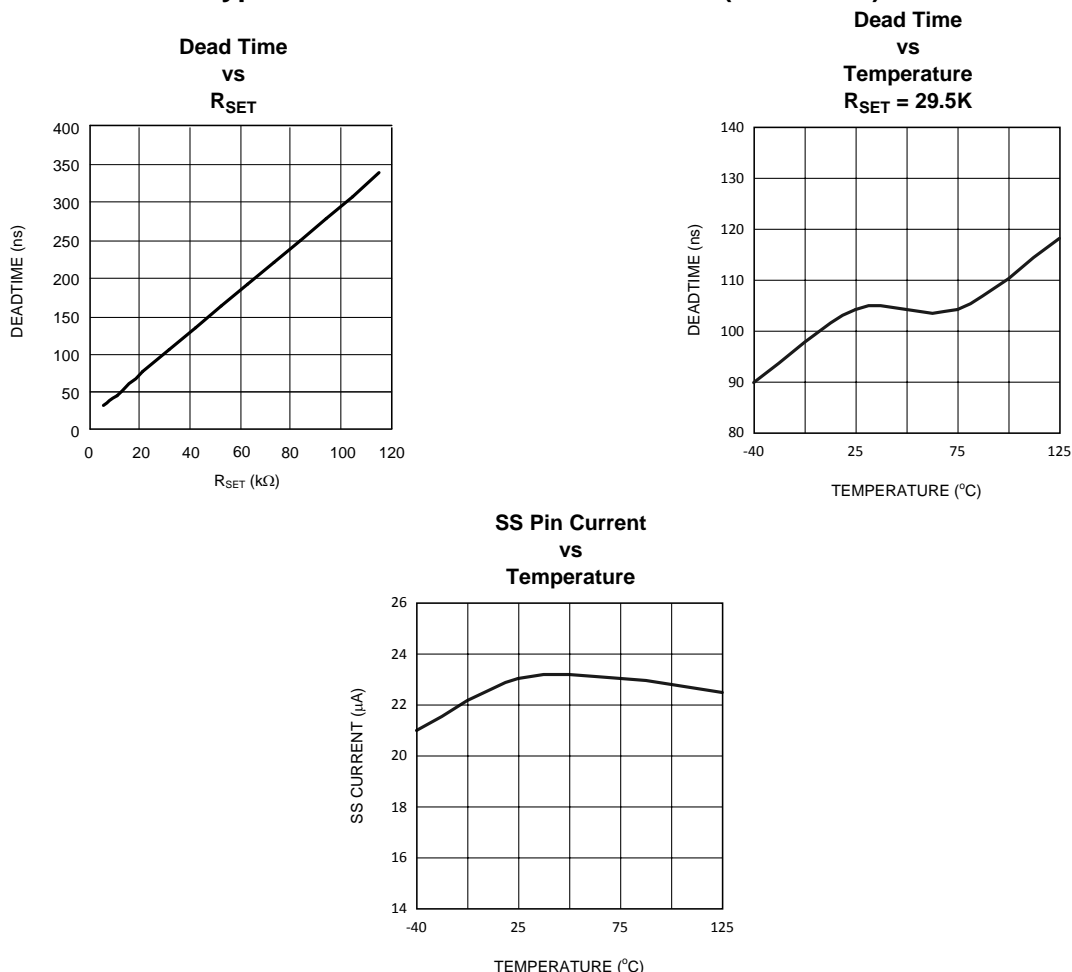 Dead Time
vs
RSET
400
350
300
250
200
150
100
50
0
0 20 40 60 80 100 120
DEADTIME (ns)
RSET (kΩ)
Dead Time
vs
Temperature
RSET = 29.5K
140
130
120
110
100
90
80
-40 25 75 125
DEADTIME (ns)
TEMPERATURE (°C)
SS Pin Current
vs
Temperature
26
24
22
20
18
16
14
-40 25 75 125
SS CURRENT (µA)
TEMPERATURE (°C)